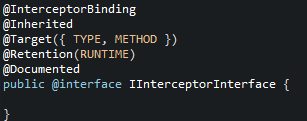 @InterceptorBinding
@Inherited
@Target({ TYPE, METHOD })
@Retention(RUNTIME)
@Documented
public @interface IInterceptorInterface {
}